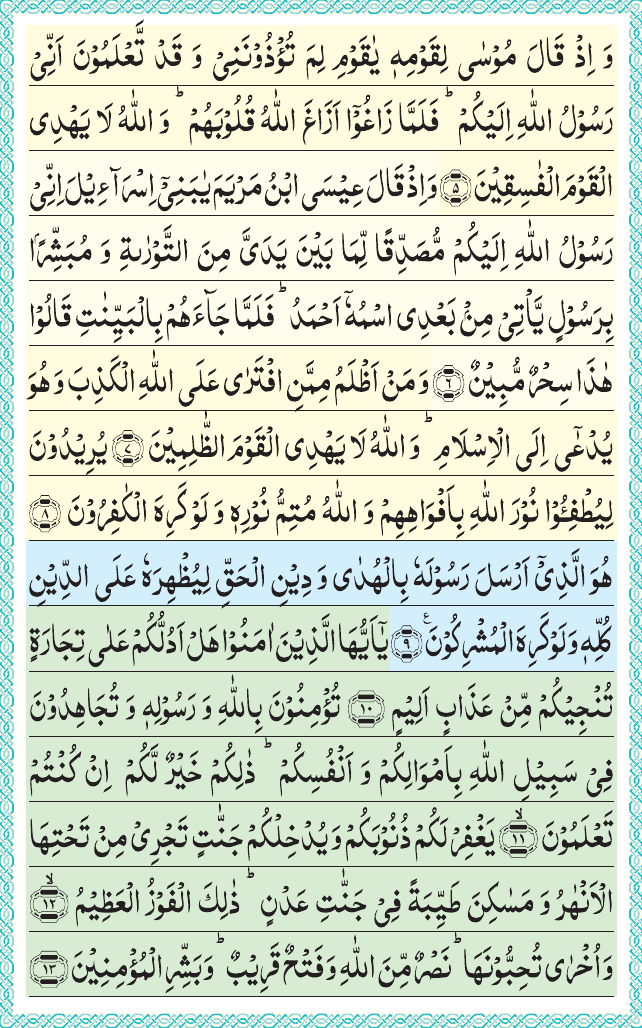 وَ اِذْ قَالَ مُوْسٰى لِقَوْمِهٖ يٰقَوْمِ لِمَ تُؤْذُوْنَنِيْ وَ قَدْ تَّعْلَمُوْنَ اَنِّيْ
رَسُوْلُ اللّٰهِ اِلَيْكُمْ ؕ فَلَمَّا زَاغُوْۤا اَزَاغَ اللّٰهُ قُلُوْبَهُمْ ؕ وَ اللّٰهُ لَا يَهْدِى
الْقَوْمَ الْفٰسِقِيْنَ ۝۵ وَ اِذْ قَالَ عِيْسَى ابْنُ مَرْيَمَ يٰبَنِيْۤ اِسْرَآءِيْلَ اِنِّيْ
رَسُوْلُ اللّٰهِ اِلَيْكُمْ مُّصَدِّقًا لِّمَا بَيْنَ يَدَيَّ مِنَ التَّوْرٰىةِ وَ مُبَشِّرًۢا
بِرَسُوْلٍ يَّاْتِيْ مِنْۢ بَعْدِى اسْمُهٗۤ اَحْمَدُ ؕ فَلَمَّا جَآءَهُمْ بِالْبَيِّنٰتِ قَالُوْا
هٰذَا سِحْرٌ مُّبِيْنٌ ۝۶ وَ مَنْ اَظْلَمُ مِمَّنِ افْتَرٰى عَلَى اللّٰهِ الْكَذِبَ وَ هُوَ
يُدْعٰۤى اِلَى الْاِسْلَامِ ؕ وَ اللّٰهُ لَا يَهْدِى الْقَوْمَ الظّٰلِمِيْنَ ۝۷ يُرِيْدُوْنَ
لِيُطْفِـُٔوْا نُوْرَ اللّٰهِ بِاَفْوَاهِهِمْ وَ اللّٰهُ مُتِمُّ نُوْرِهٖ وَ لَوْ كَرِهَ الْكٰفِرُوْنَ ۝۸
هُوَ الَّذِيْۤ اَرْسَلَ رَسُوْلَهٗ بِالْهُدٰى وَ دِيْنِ الْحَقِّ لِيُظْهِرَهٗ عَلَى الدِّيْنِ
كُلِّهٖ وَ لَوْ كَرِهَ الْمُشْرِكُوْنَ ۝۹ يٰۤاَيُّهَا الَّذِيْنَ اٰمَنُوْا هَلْ اَدُلُّكُمْ عَلٰى تِجَارَةٍ
تُنْجِيْكُمْ مِّنْ عَذَابٍ اَلِيْمٍ ۝۱۰ تُؤْمِنُوْنَ بِاللّٰهِ وَ رَسُوْلِهٖ وَ تُجَاهِدُوْنَ
فِيْ سَبِيْلِ اللّٰهِ بِاَمْوَالِكُمْ وَ اَنْفُسِكُمْ ؕ ذٰلِكُمْ خَيْرٌ لَّكُمْ اِنْ كُنْتُمْ
تَعْلَمُوْنَ ۝۱۱ۙ يَغْفِرْ لَكُمْ ذُنُوْبَكُمْ وَ يُدْخِلْكُمْ جَنّٰتٍ تَجْرِيْ مِنْ تَحْتِهَا
الْاَنْهٰرُ وَ مَسٰكِنَ طَيِّبَةً فِيْ جَنّٰتِ عَدْنٍ ؕ ذٰلِكَ الْفَوْزُ الْعَظِيْمُ ۝۱۲ۙ
وَ اُخْرٰى تُحِبُّوْنَهَا ؕ نَصْرٌ مِّنَ اللّٰهِ وَ فَتْحٌ قَرِيْبٌ ؕ وَ بَشِّرِ الْمُؤْمِنِيْنَ ۝۱۳